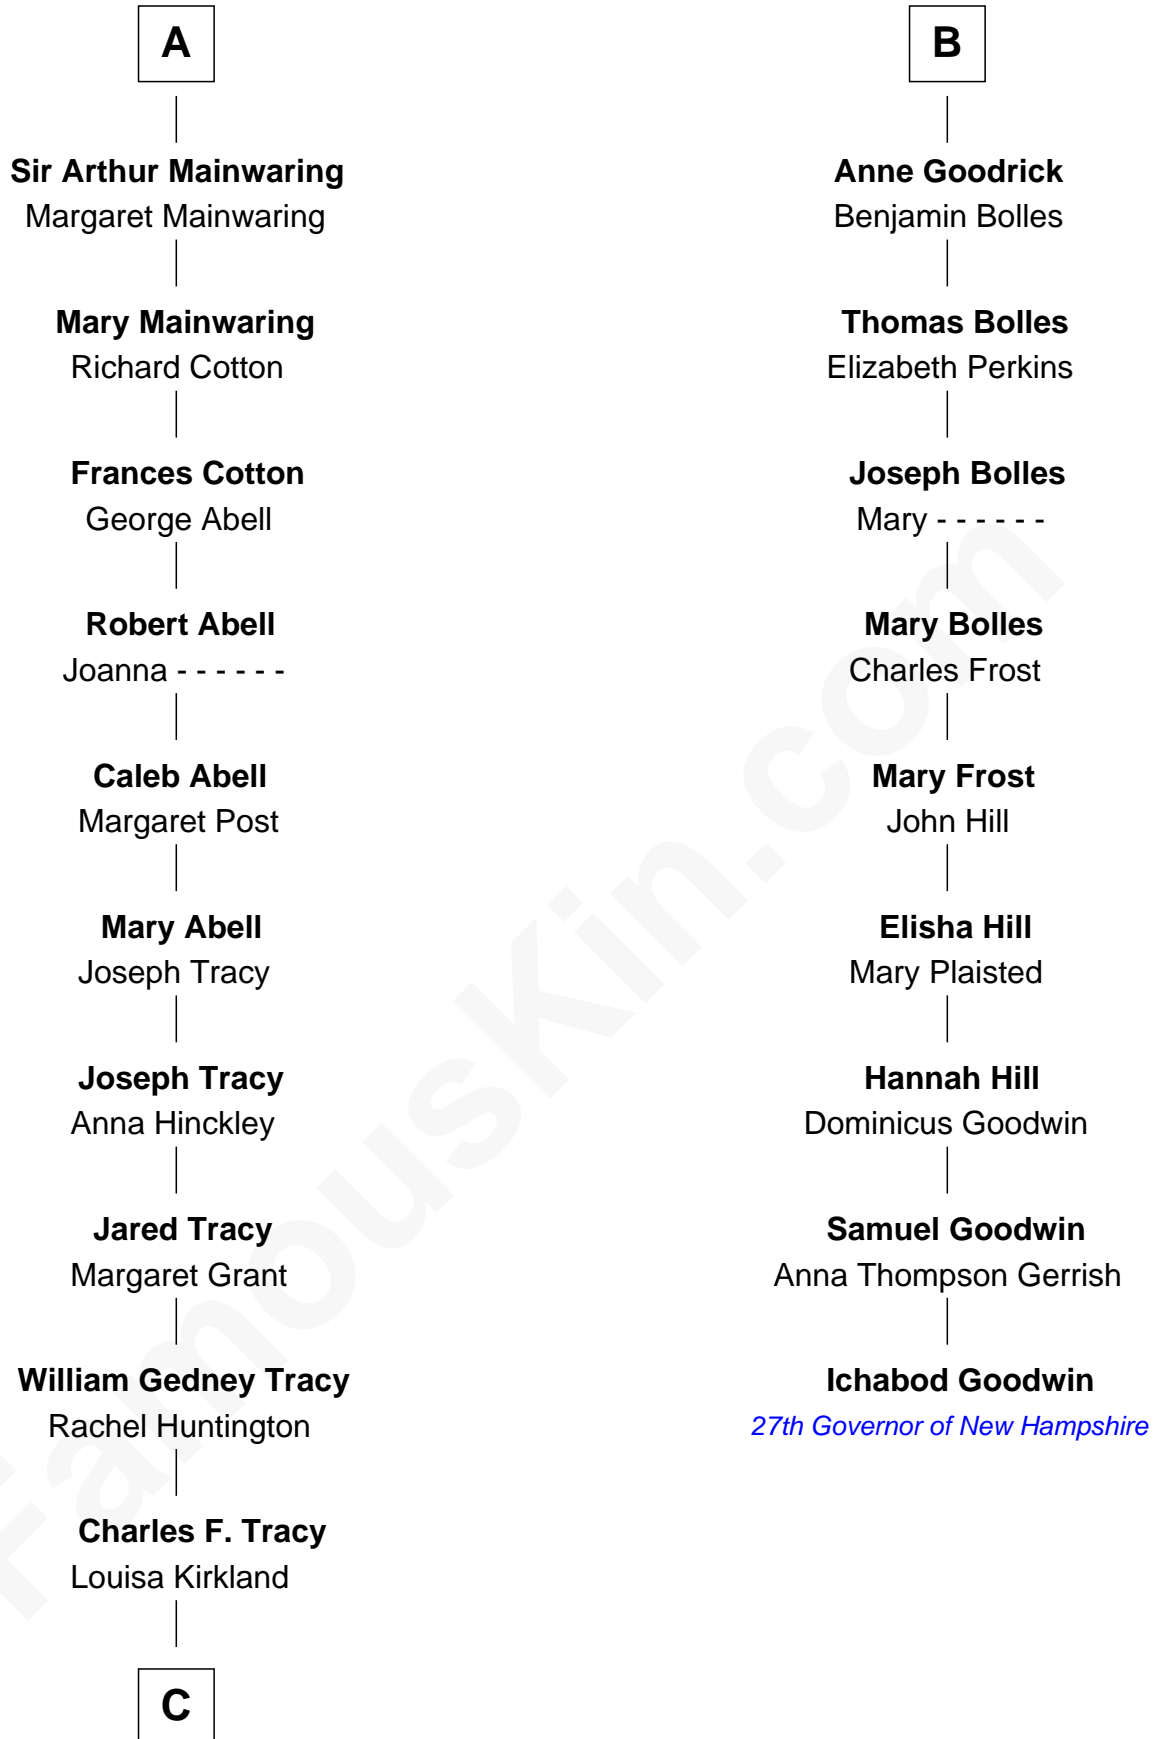 A
Sir Arthur Mainwaring
Margaret Mainwaring
Mary Mainwaring
Richard Cotton
Frances Cotton
George Abell
Robert Abell
Joanna - - - - - -
Caleb Abell
Margaret Post
Mary Abell
Joseph Tracy
Joseph Tracy
Anna Hinckley
Jared Tracy
Margaret Grant
William Gedney Tracy
Rachel Huntington
Charles F. Tracy
Louisa Kirkland
C
B
Anne Goodrick
Benjamin Bolles
Thomas Bolles
Elizabeth Perkins
Joseph Bolles
Mary - - - - - -
Mary Bolles
Charles Frost
Mary Frost
John Hill
Elisha Hill
Mary Plaisted
Hannah Hill
Dominicus Goodwin
Samuel Goodwin
Anna Thompson Gerrish
Ichabod Goodwin
27th Governor of New Hampshire
FamousKin.com